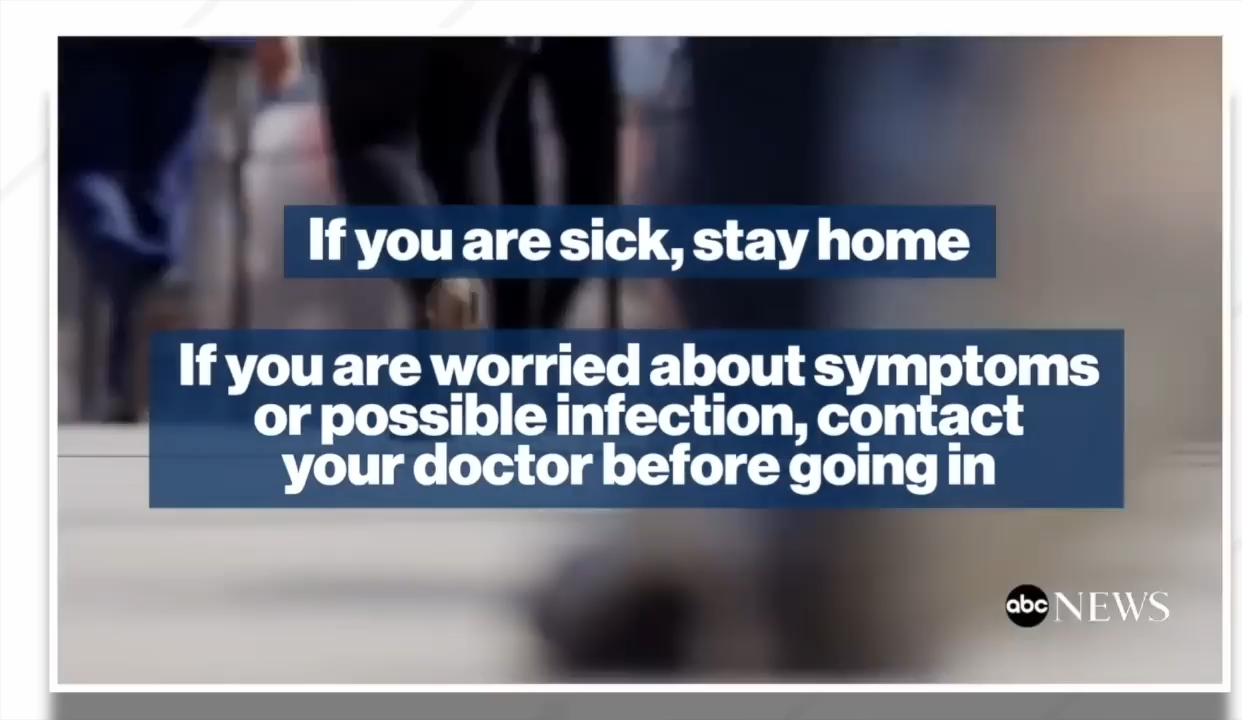 If you are sick, stay home
If you are worried about symptoms
or possible infection, contact
your doctor before going in
abc NEWS